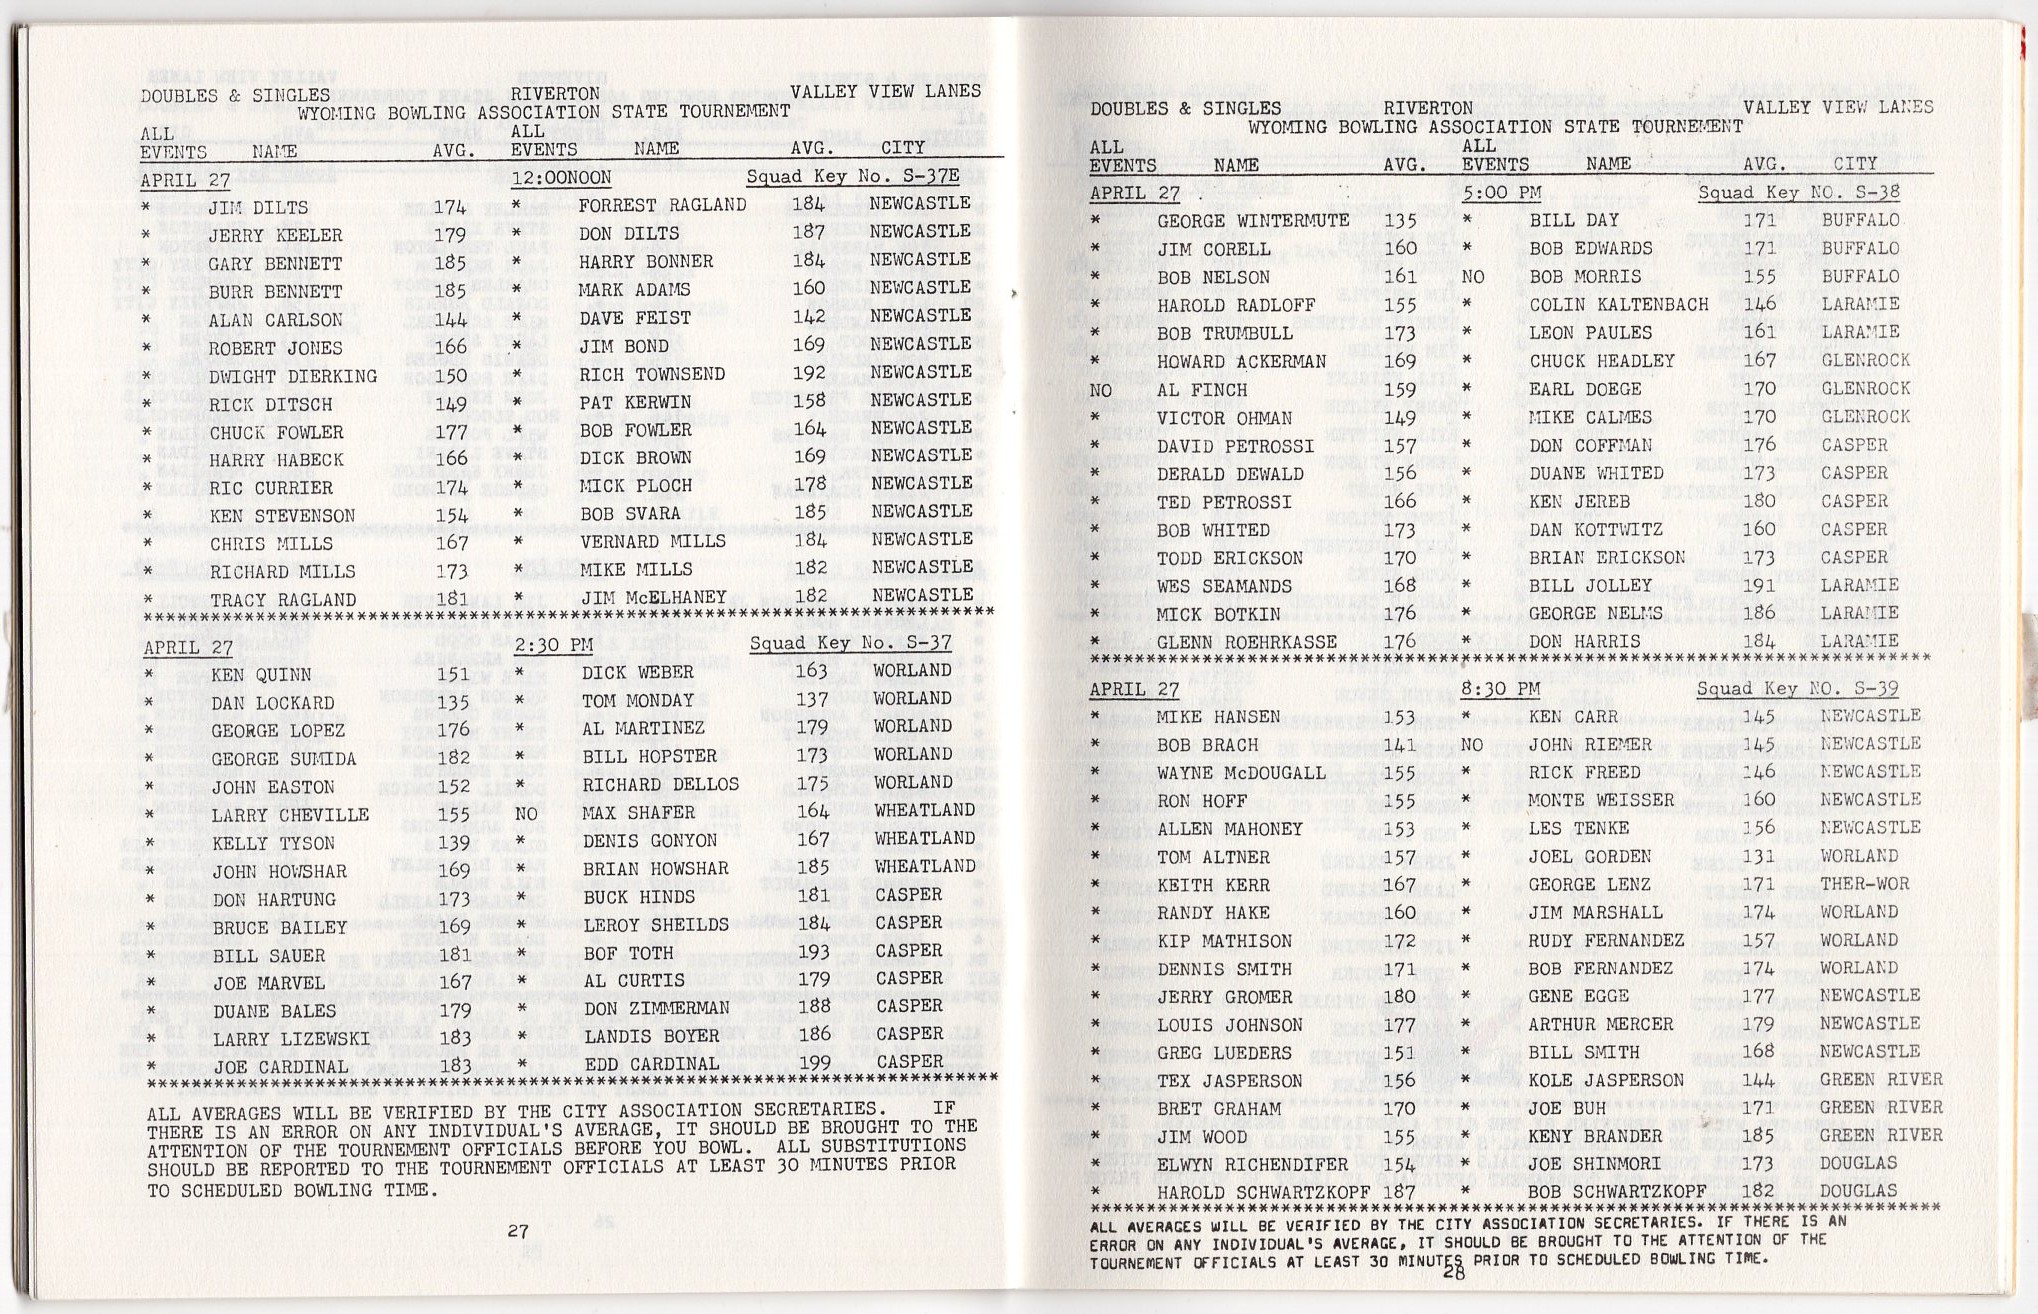 DOUBLES & SINGLES RIVERTON VALLEY VIEW LANES
WYOMING BOWLING ASSOCIATION STATE TOURNEMENT
ALL ALL
EVENTS NAME AVG. EVENTS NAME AVG. CITY
APRIL 27 12:00NOON Squad Key No. S-37E
* JIM DILTS 174 * FORREST RAGLAND 184 NEWCASTLE
* JERRY KEELER 179 * DON DILTS 187 NEWCASTLE
* GARY BENNETT 185 * HARRY BONNER 184 NEWCASTLE
* BURR BENNETT 185 * MARK ADAMS 160 NEWCASTLE
* ALAN CARLSON 144 * DAVE FEIST 142 NEWCASTLE
* ROBERT JONES 166 * JIM BOND 169 NEWCASTLE
* DWIGHT DIERKING 150 * RICH TOWNSEND 192 NEWCASTLE
* RICK DITSCH 149 * PAT KERWIN 158 NEWCASTLE
* CHUCK FOWLER 177 * BOB FOWLER 164 NEWCASTLE
* HARRY HABECK 166 * DICK BROWN 169 NEWCASTLE
* RIC CURRIER 174 * MICK PLOCH 178 NEWCASTLE
* KEN STEVENSON 154 * BOB SVARA 185 NEWCASTLE
* CHRIS MILLS 167 * VERNARD MILLS 184 NEWCASTLE
* RICHARD MILLS 173 * MIKE MILLS 182 NEWCASTLE
* TRACY RAGLAND 181 * JIM McELHANEY 182 NEWCASTLE
********************************************************************************
APRIL 27 2:30 PM Squad Key No. S-37
* KEN QUINN 151 * DICK WEBER 163 WORLAND
* DAN LOCKARD 135 * TOM MONDAY 137 WORLAND
* GEORGE LOPEZ 176 * AL MARTINEZ 179 WORLAND
* GEORGE SUMIDA 182 * BILL HOPSTER 173 WORLAND
* JOHN EASTON 152 * RICHARD DELLOS 175 WORLAND
* LARRY CHEVILLE 155 NO MAX SHAFER 164 WHEATLAND
* KELLY TYSON 139 * DENIS GONYON 167 WHEATLAND
* JOHN HOWSHAR 169 * BRIAN HOWSHAR 185 WHEATLAND
* DON HARTUNG 173 * BUCK HINDS 181 CASPER
* BRUCE BAILEY 169 * LEROY SHEILDS 184 CASPER
* BILL SAUER 181 * BOF TOTH 193 CASPER
* JOE MARVEL 167 * AL CURTIS 179 CASPER
* DUANE BALES 179 * DON ZIMMERMAN 188 CASPER
* LARRY LIZEWSKI 183 * LANDIS BOYER 186 CASPER
* JOE CARDINAL 183 * EDD CARDINAL 199 CASPER
********************************************************************************
ALL AVERAGES WILL BE VERIFIED BY THE CITY ASSOCIATION SECRETARIES. IF
THERE IS AN ERROR ON ANY INDIVIDUAL'S AVERAGE, IT SHOULD BE BROUGHT TO THE
ATTENTION OF THE TOURNEMENT OFFICIALS BEFORE YOU BOWL. ALL SUBSTITUTIONS
SHOULD BE REPORTED TO THE TOURNEMENT OFFICIALS AT LEAST 30 MINUTES PRIOR
TO SCHEDULED BOWLING TIME.
27
DOUBLES & SINGLES RIVERTON VALLEY VIEW LANES
WYOMING BOWLING ASSOCIATION STATE TOURNEMENT
ALL ALL
EVENTS NAME AVG. EVENTS NAME AVG. CITY
APRIL 27 5:00 PM Squad Key NO. S-38
* GEORGE WINTERMUTE 135 * BILL DAY 171 BUFFALO
* JIM CORELL 160 * BOB EDWARDS 171 BUFFALO
* BOB NELSON 161 NO BOB MORRIS 155 BUFFALO
* HAROLD RADLOFF 155 * COLIN KALTENBACH 146 LARAMIE
* BOB TRUMBULL 173 * LEON PAULES 161 LARAMIE
* HOWARD ACKERMAN 169 * CHUCK HEADLEY 167 GLENROCK
NO AL FINCH 159 * EARL DOEGE 170 GLENROCK
* VICTOR OHMAN 149 * MIKE CALMES 170 GLENROCK
* DAVID PETROSSI 157 * DON COFFMAN 176 CASPER
* DERALD DEWALD 156 * DUANE WHITED 173 CASPER
* TED PETROSSI 166 * KEN JEREB 180 CASPER
* BOB WHITED 173 * DAN KOTTWITZ 160 CASPER
* TODD ERICKSON 170 * BRIAN ERICKSON 173 CASPER
* WES SEAMANDS 168 * BILL JOLLEY 191 LARAMIE
* MICK BOTKIN 176 * GEORGE NELMS 186 LARAMIE
* GLENN ROEHRKASSE 176 * DON HARRIS 184 LARAMIE
********************************************************************************
APRIL 27 8:30 PM Squad Key NO. S-39
* MIKE HANSEN 153 * KEN CARR 145 NEWCASTLE
* BOB BRACH 141 NO JOHN RIEMER 145 NEWCASTLE
* WAYNE McDOUGALL 155 * RICK FREED 146 NEWCASTLE
* RON HOFF 155 * MONTE WEISSER 160 NEWCASTLE
* ALLEN MAHONEY 153 * LES TENKE 156 NEWCASTLE
* TOM ALTNER 157 * JOEL GORDEN 131 WORLAND
* KEITH KERR 167 * GEORGE LENZ 171 THER-WOR
* RANDY HAKE 160 * JIM MARSHALL 174 WORLAND
* KIP MATHISON 172 * RUDY FERNANDEZ 157 WORLAND
* DENNIS SMITH 171 * BOB FERNANDEZ 174 WORLAND
* JERRY GROMER 180 * GENE EGGE 177 NEWCASTLE
* LOUIS JOHNSON 177 * ARTHUR MERCER 179 NEWCASTLE
* GREG LUEDERS 151 * BILL SMITH 168 NEWCASTLE
* TEX JASPERSON 156 * KOLE JASPERSON 144 GREEN RIVER
* BRET GRAHAM 170 * JOE BUH 171 GREEN RIVER
* JIM WOOD 155 * KENY BRANDER 185 GREEN RIVER
* ELWYN RICHENDIFER 154 * JOE SHINMORI 173 DOUGLAS
* HAROLD SCHWARTZKOPF 187 * BOB SCHWARTZKOPF 182 DOUGLAS
********************************************************************************
ALL AVERAGES WILL BE VERIFIED BY THE CITY ASSOCIATION SECRETARIES. IF THERE IS AN
ERROR ON ANY INDIVIDUAL'S AVERAGE, IT SHOULD BE BROUGHT TO THE ATTENTION OF THE
TOURNEMENT OFFICIALS AT LEAST 30 MINUTES PRIOR TO SCHEDULED BOWLING TIME.
28